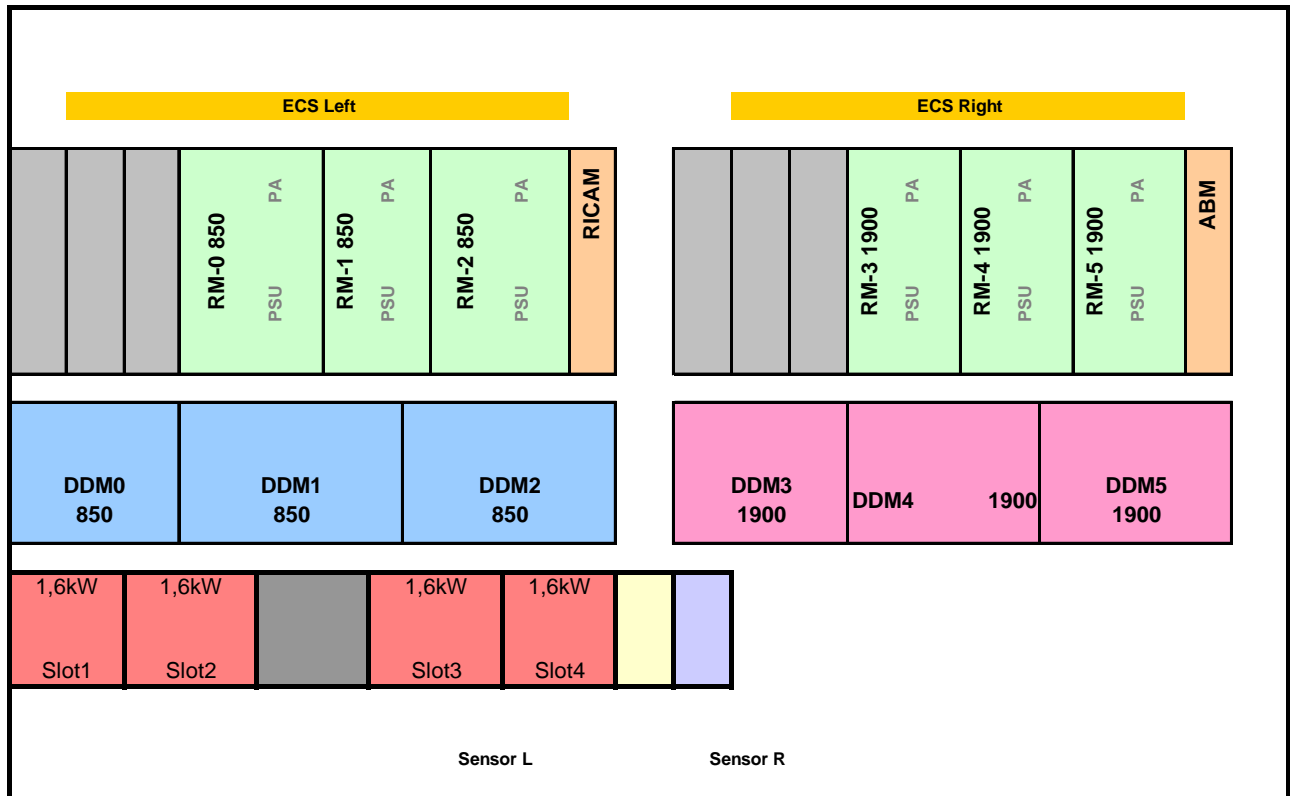 ECS Left
ECS Right
RM-0 850
PSU PA
RM-1 850
PSU PA
RM-2 850
PSU PA
RICAM
RM-3 1900
PSU PA
RM-4 1900
PSU PA
RM-5 1900
PSU PA
ABM
DDM0
850
DDM1
850
DDM2
850
DDM3
1900
DDM4 1900
DDM5
1900
1,6kW 1,6kW 1,6kW 1,6kW
Slot1 Slot2 Slot3 Slot4
Sensor L Sensor R